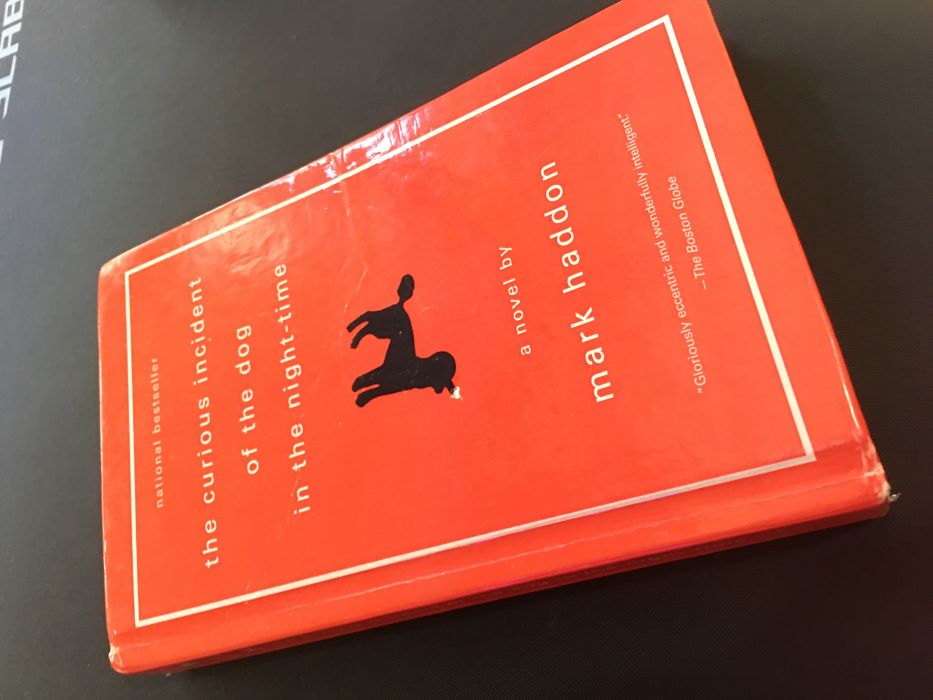 national bestseller
the curious incident
of the dog
in the night-time
a novel by
mark haddon
"Gloriously eccentric and wonderfully intelligent."
—The Boston Globe